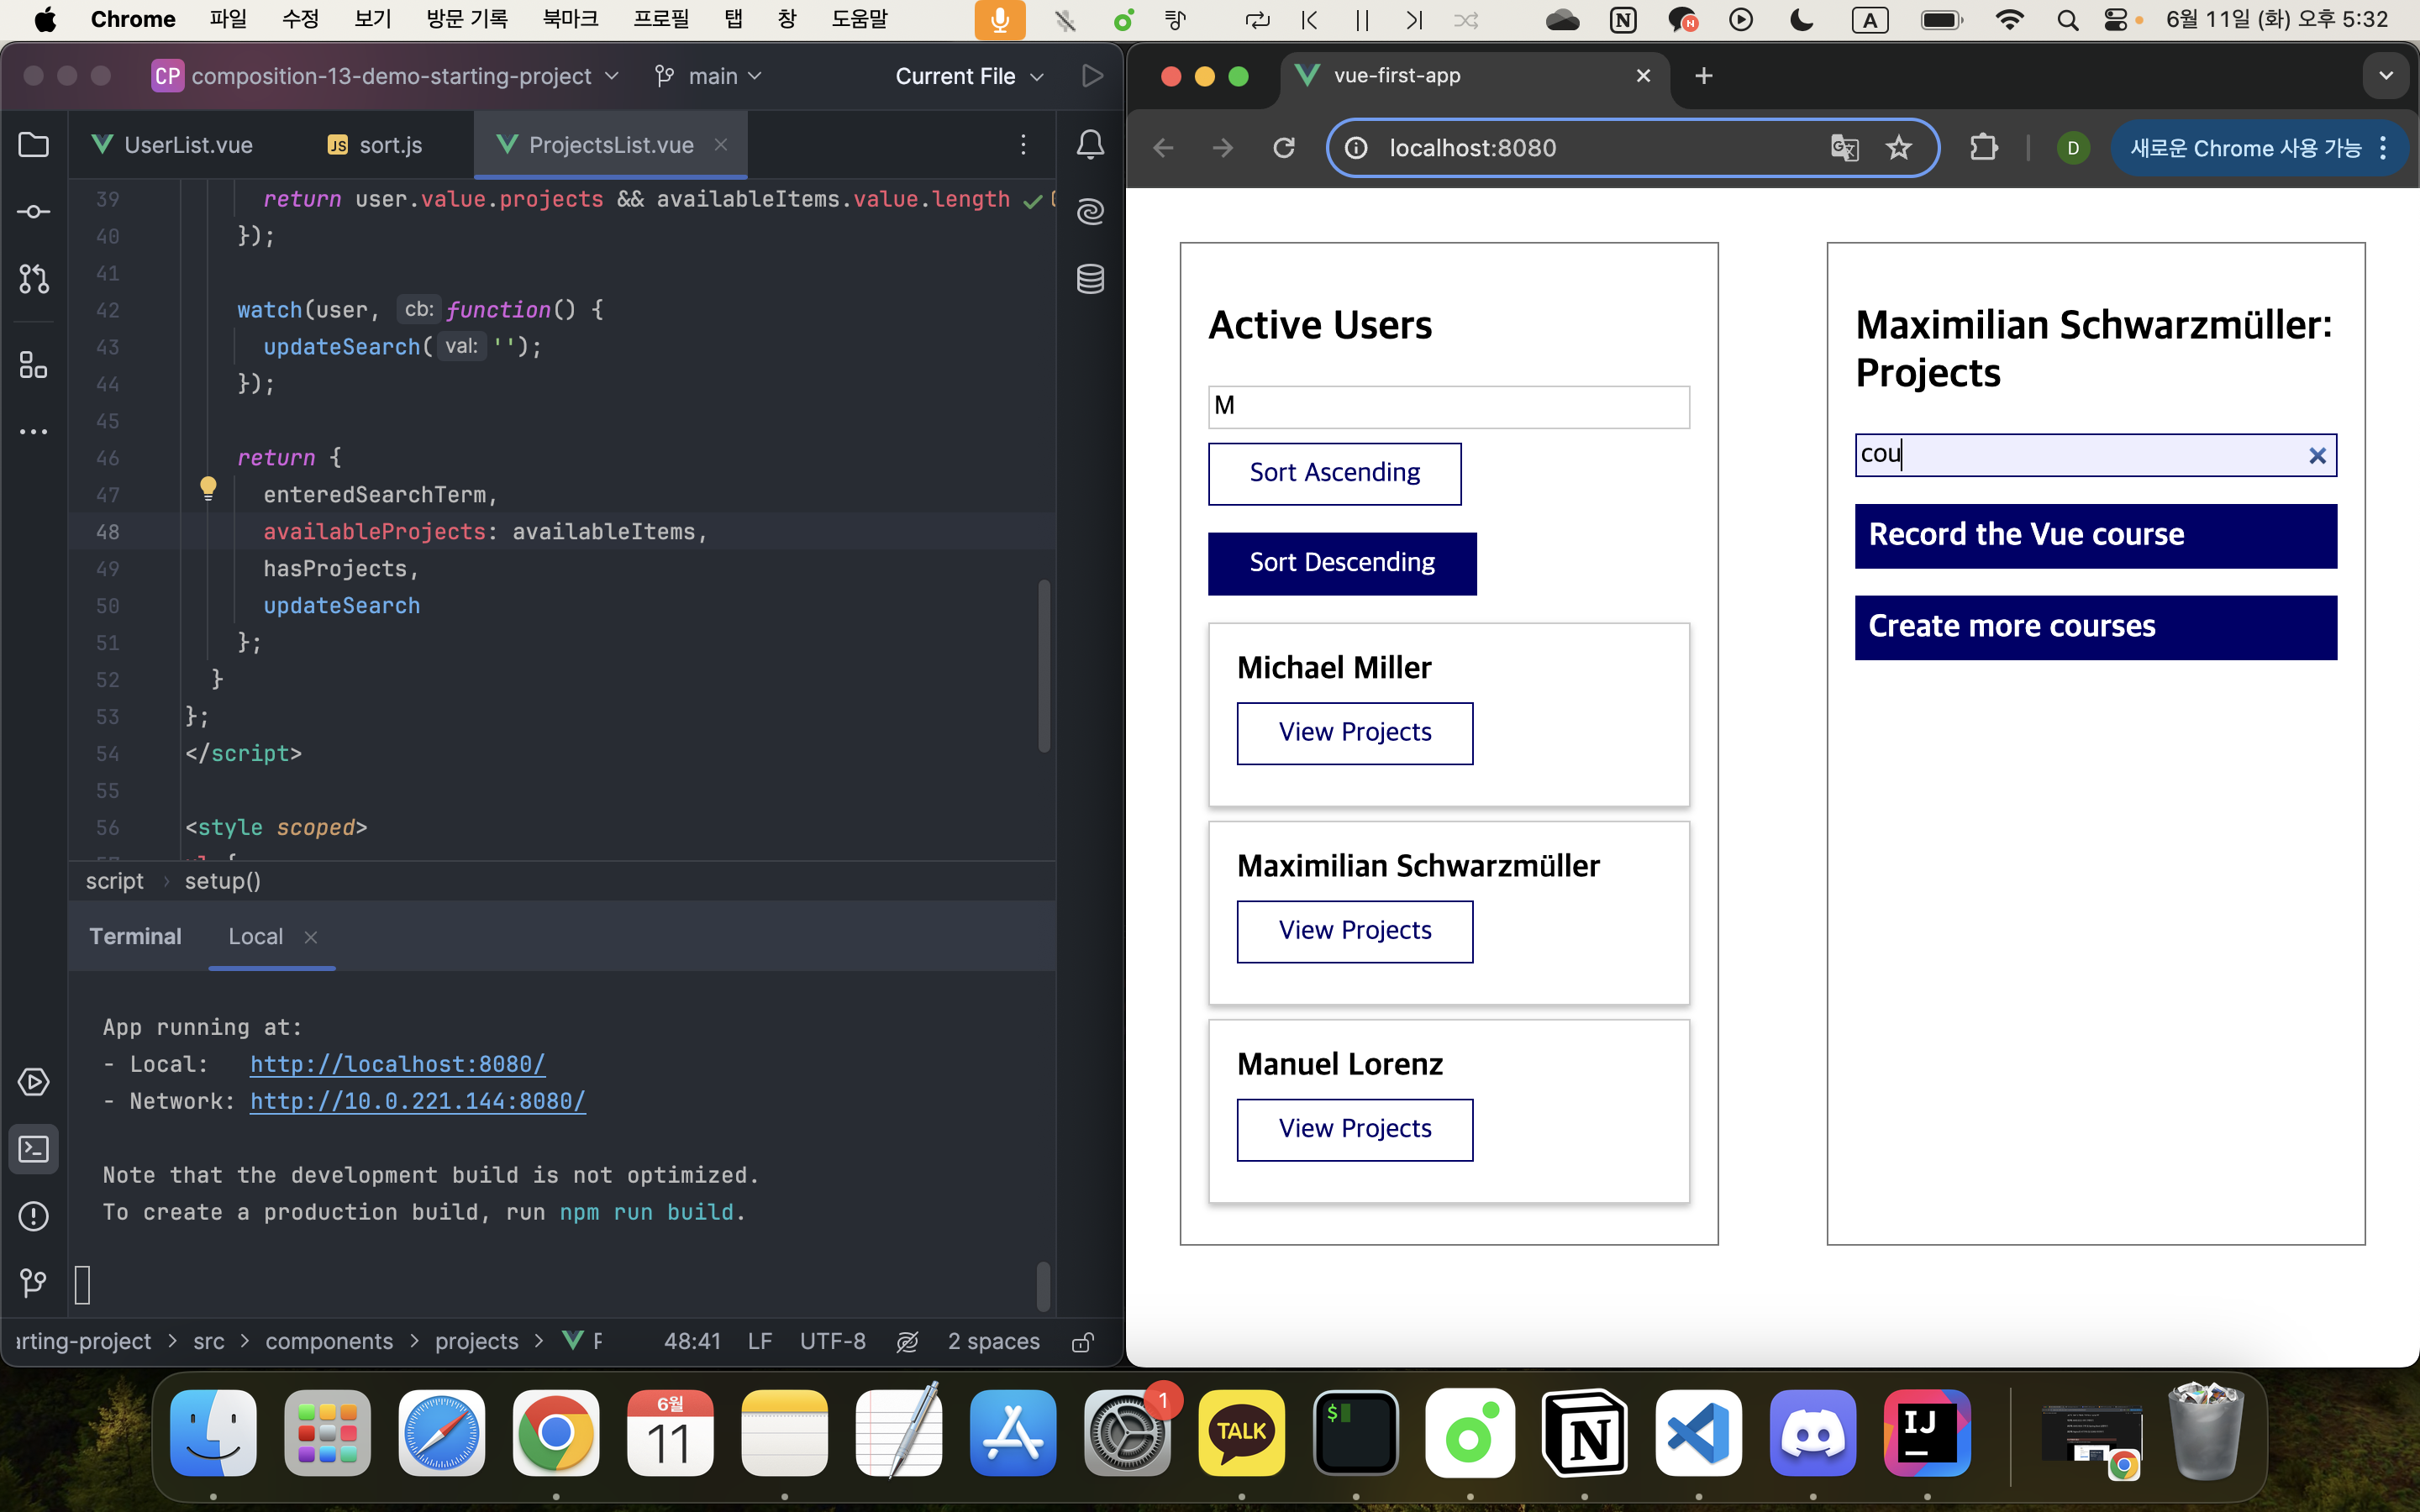 Chrome 파일 수정 보기 방문 기록 북마크 프로필 탭 창 도움말 A 6월 11일 (화) 오후 5:32
CP composition-13-demo-starting-project main Current File
UserList.vue JS sort.js ProjectsList.vue
39 return user.value.projects && availableItems.value.length
40 });
41
42 watch(user, cb: function() {
43 updateSearch( val: '');
44 });
45
46 return {
47 enteredSearchTerm,
48 availableProjects: availableItems,
49 hasProjects,
50 updateSearch
51 };
52 }
53 };
54 </script>
55
56 <style scoped>
script › setup()
Terminal Local
App running at:
- Local: http://localhost:8080/
- Network: http://10.0.221.144:8080/
Note that the development build is not optimized.
To create a production build, run npm run build.
arting-project > src > components > projects > 48:41 LF UTF-8 2 spaces
vue-first-app
localhost:8080 D 새로운 Chrome 사용 가능
Active Users
M
Sort Ascending
Sort Descending
Michael Miller
View Projects
Maximilian Schwarzmüller
View Projects
Manuel Lorenz
View Projects
Maximilian Schwarzmüller:
Projects
cou
Record the Vue course
Create more courses
6월
11
1
TALK
$
N
IJ